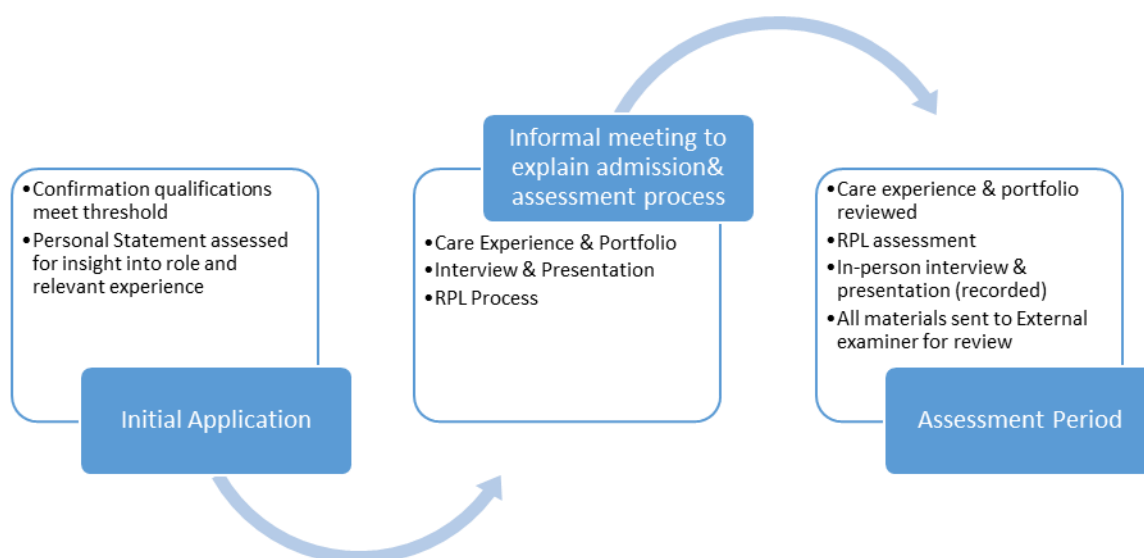 •Confirmation qualifications
meet threshold
•Personal Statement assessed
for insight into role and
relevant experience
Initial Application
Informal meeting to
explain admission&
assessment process
•Care Experience & Portfolio
•Interview & Presentation
•RPL Process
•Care experience & portfolio
reviewed
•RPL assessment
•In-person interview &
presentation (recorded)
•All materials sent to External
examiner for review
Assessment Period